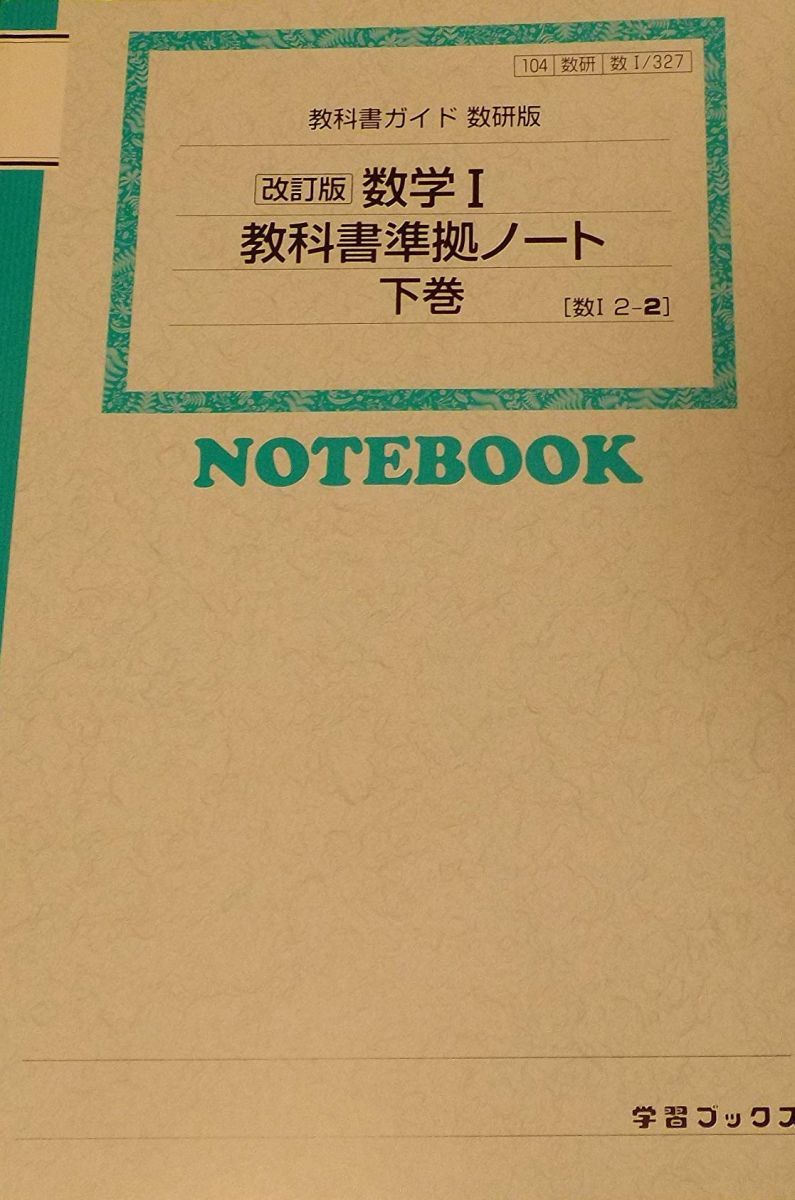 104 数研 数Ⅰ/327
教科書ガイド 数研版
改訂版 数学Ⅰ
教科書準拠ノート
下巻 [数Ⅰ 2-2]
NOTEBOOK
学習ブックス